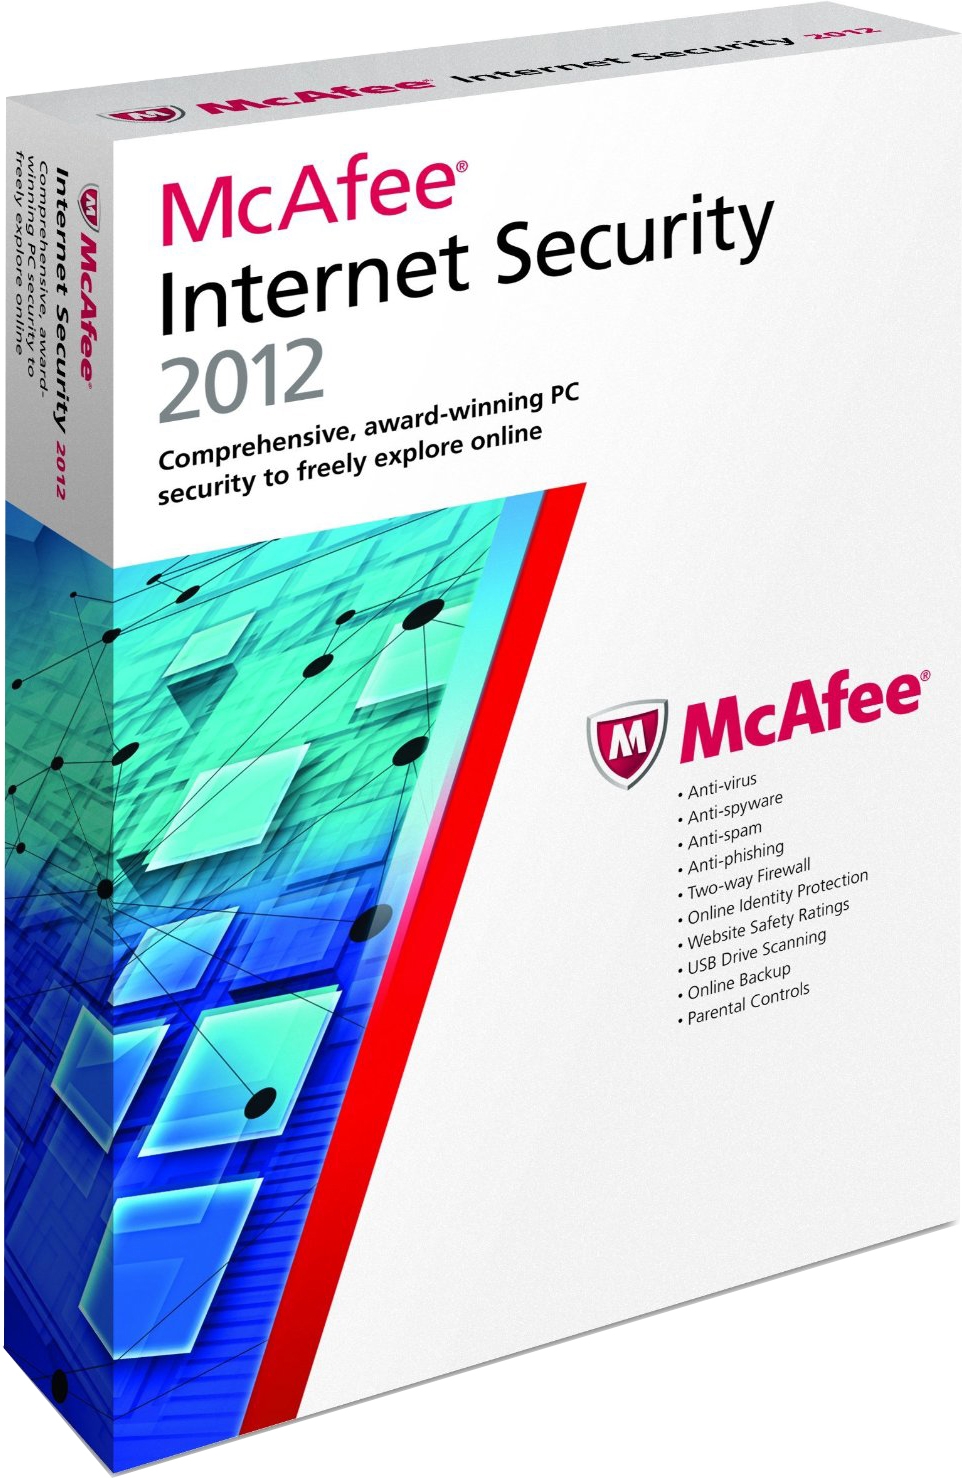 McAfee® Internet Security 2012
McAfee®
Internet Security
2012
Comprehensive, award-winning PC
security to freely explore online
M McAfee®
Internet Security 2012
Comprehensive, award-
winning PC security to
freely explore online
M McAfee®
• Anti-virus
• Anti-spyware
• Anti-spam
• Anti-phishing
• Two-way Firewall
• Online Identity Protection
• Website Safety Ratings
• USB Drive Scanning
• Online Backup
• Parental Controls